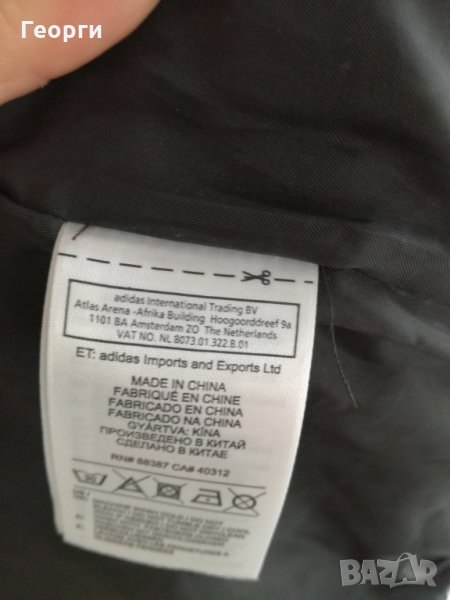 Георги
adidas International Trading BV
Atlas Arena -Afrika Building Hoogoorddreef 9a
1101 BA Amsterdam ZO The Netherlands
VAT NO. NL 8073.01.322.B.01
ET: adidas Imports and Exports Ltd
MADE IN CHINA
FABRIQUÉ EN CHINE
FABRICADO EN CHINA
FABRICADO NA CHINA
GYÁRTVA: KÍNA
ПРОИЗВЕДЕНО В КИТАЙ
СДЕЛАНО В КИТАЕ
RN# 88387 CA# 40312
30
BAZAR